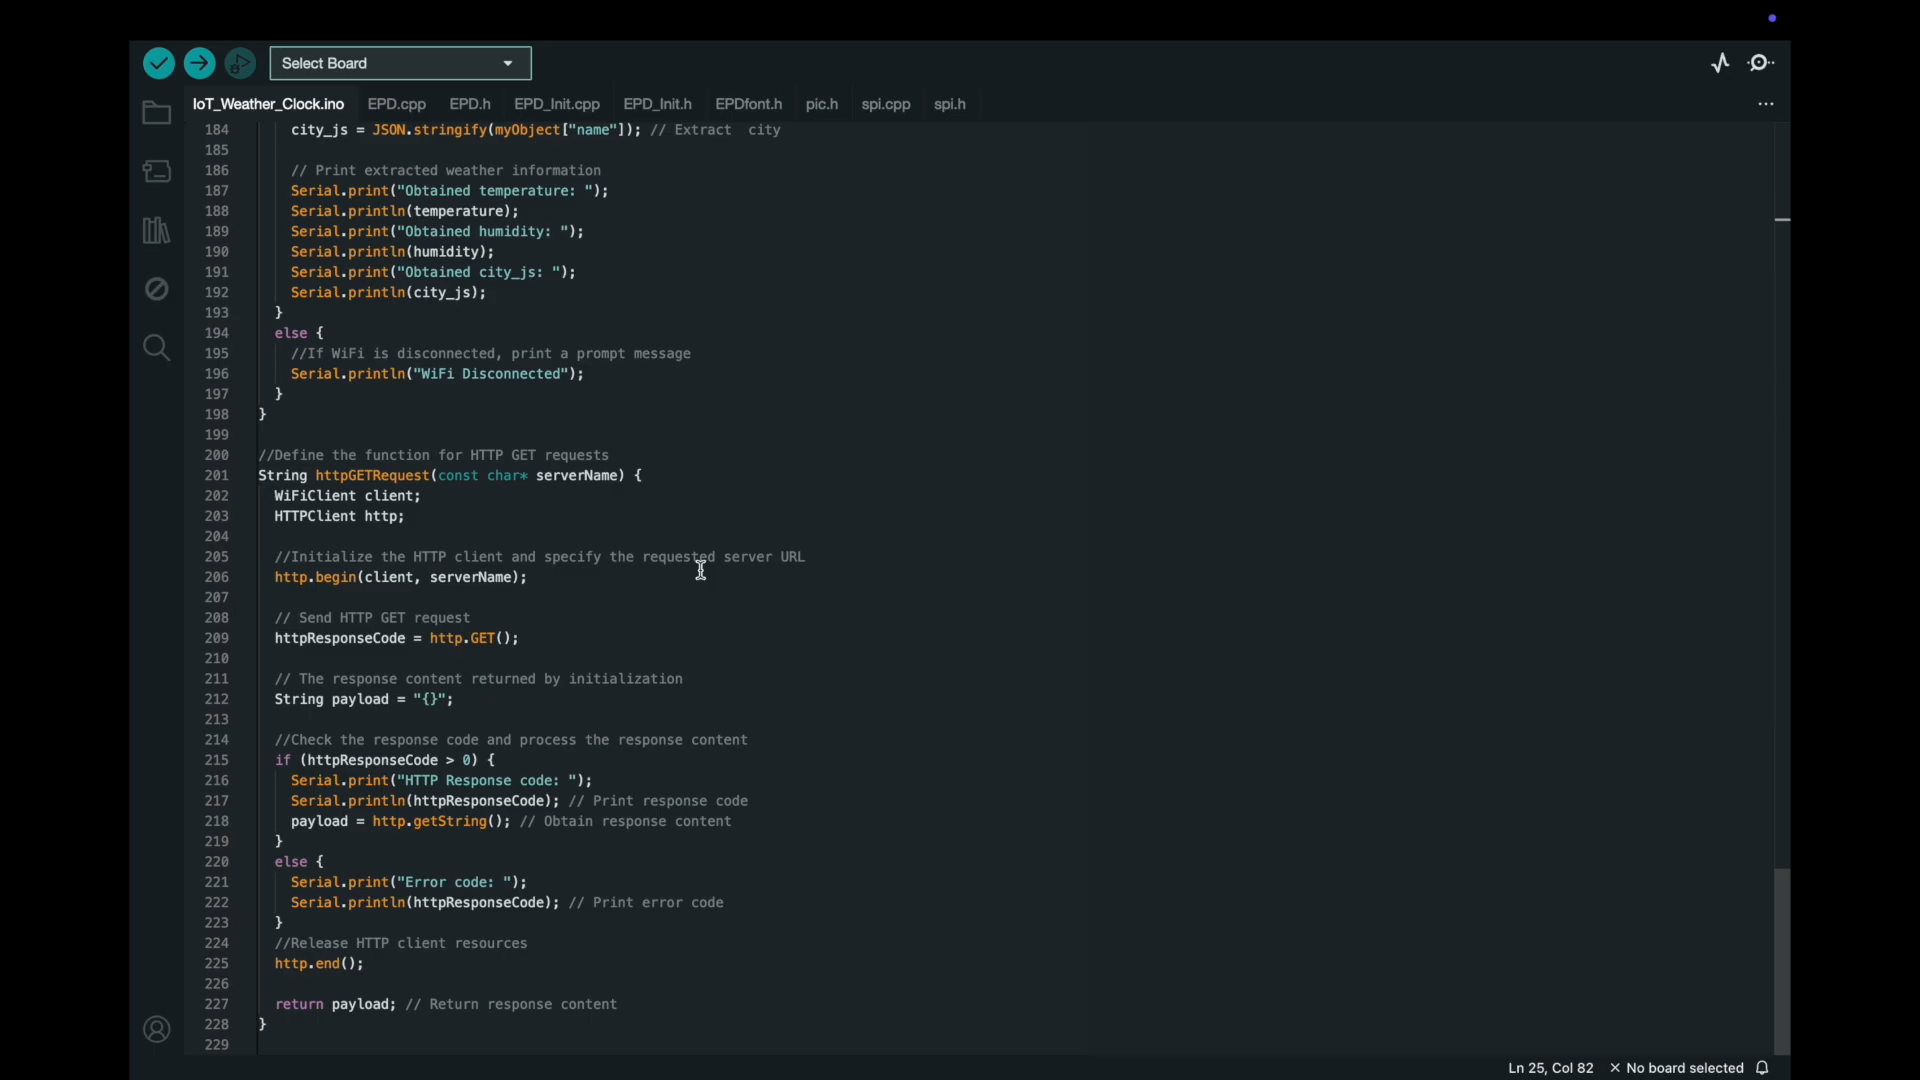 Select Board
IoT_Weather_Clock.ino EPD.cpp EPD.h EPD_Init.cpp EPD_Init.h EPDfont.h pic.h spi.cpp spi.h
184 city_js = JSON.stringify(myObject["name"]); // Extract  city
185
186 // Print extracted weather information
187 Serial.print("Obtained temperature: ");
188 Serial.println(temperature);
189 Serial.print("Obtained humidity: ");
190 Serial.println(humidity);
191 Serial.print("Obtained city_js: ");
192 Serial.println(city_js);
193 }
194 else {
195 //If WiFi is disconnected, print a prompt message
196 Serial.println("WiFi Disconnected");
197 }
198 }
199
200 //Define the function for HTTP GET requests
201 String httpGETRequest(const char* serverName) {
202 WiFiClient client;
203 HTTPClient http;
204
205 //Initialize the HTTP client and specify the requested server URL
206 http.begin(client, serverName);
207
208 // Send HTTP GET request
209 httpResponseCode = http.GET();
210
211 // The response content returned by initialization
212 String payload = "{}";
213
214 //Check the response code and process the response content
215 if (httpResponseCode > 0) {
216 Serial.print("HTTP Response code: ");
217 Serial.println(httpResponseCode); // Print response code
218 payload = http.getString(); // Obtain response content
219 }
220 else {
221 Serial.print("Error code: ");
222 Serial.println(httpResponseCode); // Print error code
223 }
224 //Release HTTP client resources
225 http.end();
226
227 return payload; // Return response content
228 }
229
Ln 25, Col 82 No board selected